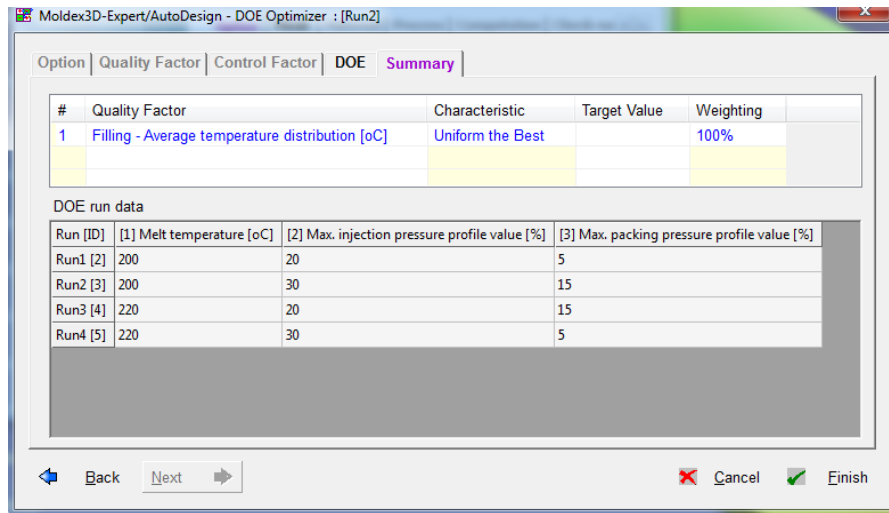 Moldex3D-Expert/AutoDesign - DOE Optimizer : [Run2]
Option Quality Factor Control Factor DOE Summary
# Quality Factor Characteristic Target Value Weighting
1 Filling - Average temperature distribution [oC] Uniform the Best 100%
DOE run data
Run [ID] [1] Melt temperature [oC] [2] Max. injection pressure profile value [%] [3] Max. packing pressure profile value [%]
Run1 [2] 200 20 5
Run2 [3] 200 30 15
Run3 [4] 220 20 15
Run4 [5] 220 30 5
Back Next Cancel Finish